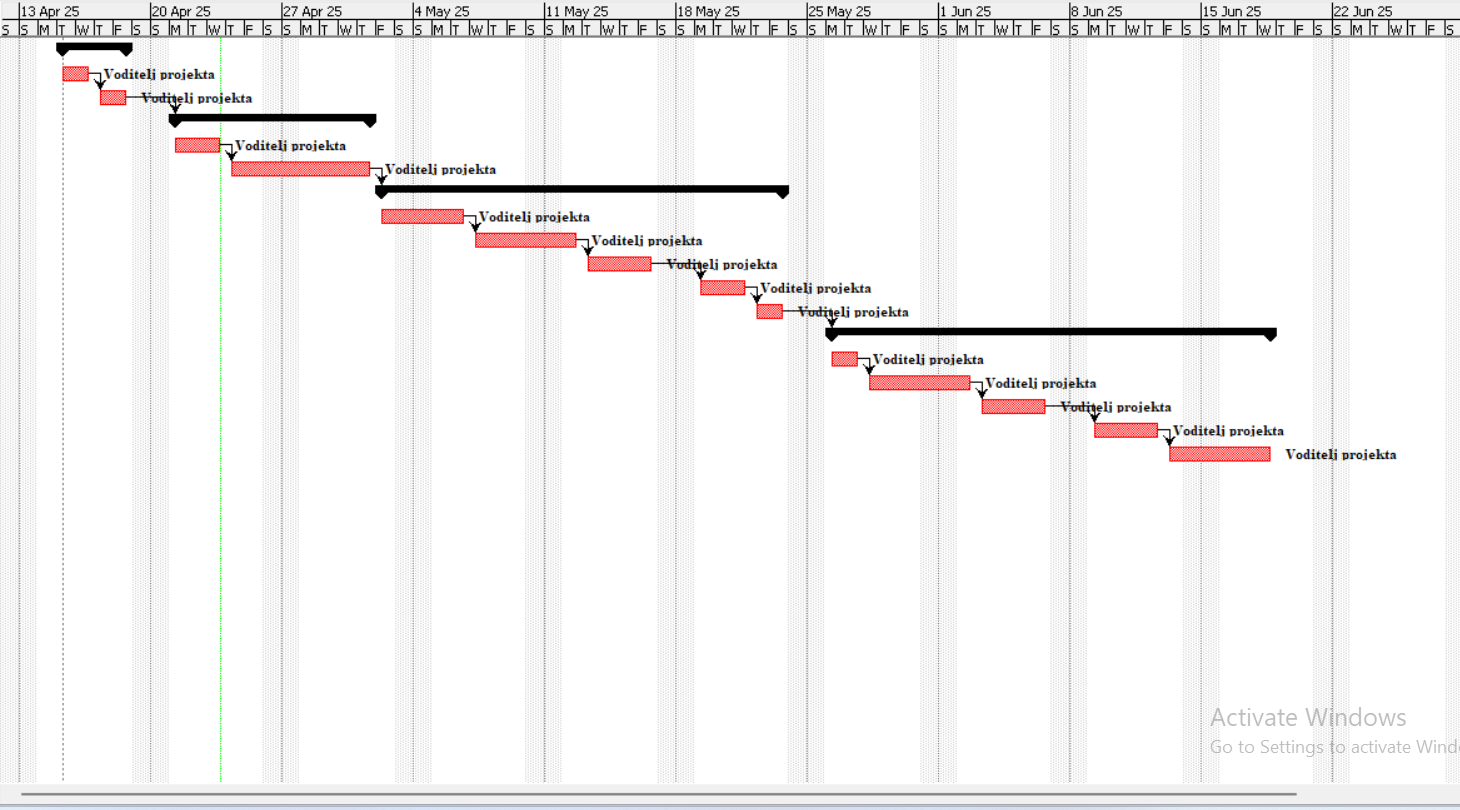 13 Apr 25 20 Apr 25 27 Apr 25 4 May 25 11 May 25 18 May 25 25 May 25 1 Jun 25 8 Jun 25 15 Jun 25 22 Jun 25
S S M T W T F S S M T W T F S S M T W T F S S M T W T F S S M T W T F S S M T W T F S S M T W T F S S M T W T F S S M T W T F S S M T W T F S S M T W T F S
Voditelj projekta
Voditelj projekta
Voditelj projekta
Voditelj projekta
Voditelj projekta
Voditelj projekta
Voditelj projekta
Voditelj projekta
Voditelj projekta
Voditelj projekta
Voditelj projekta
Voditelj projekta
Voditelj projekta
Voditelj projekta
Activate Windows
Go to Settings to activate Wind